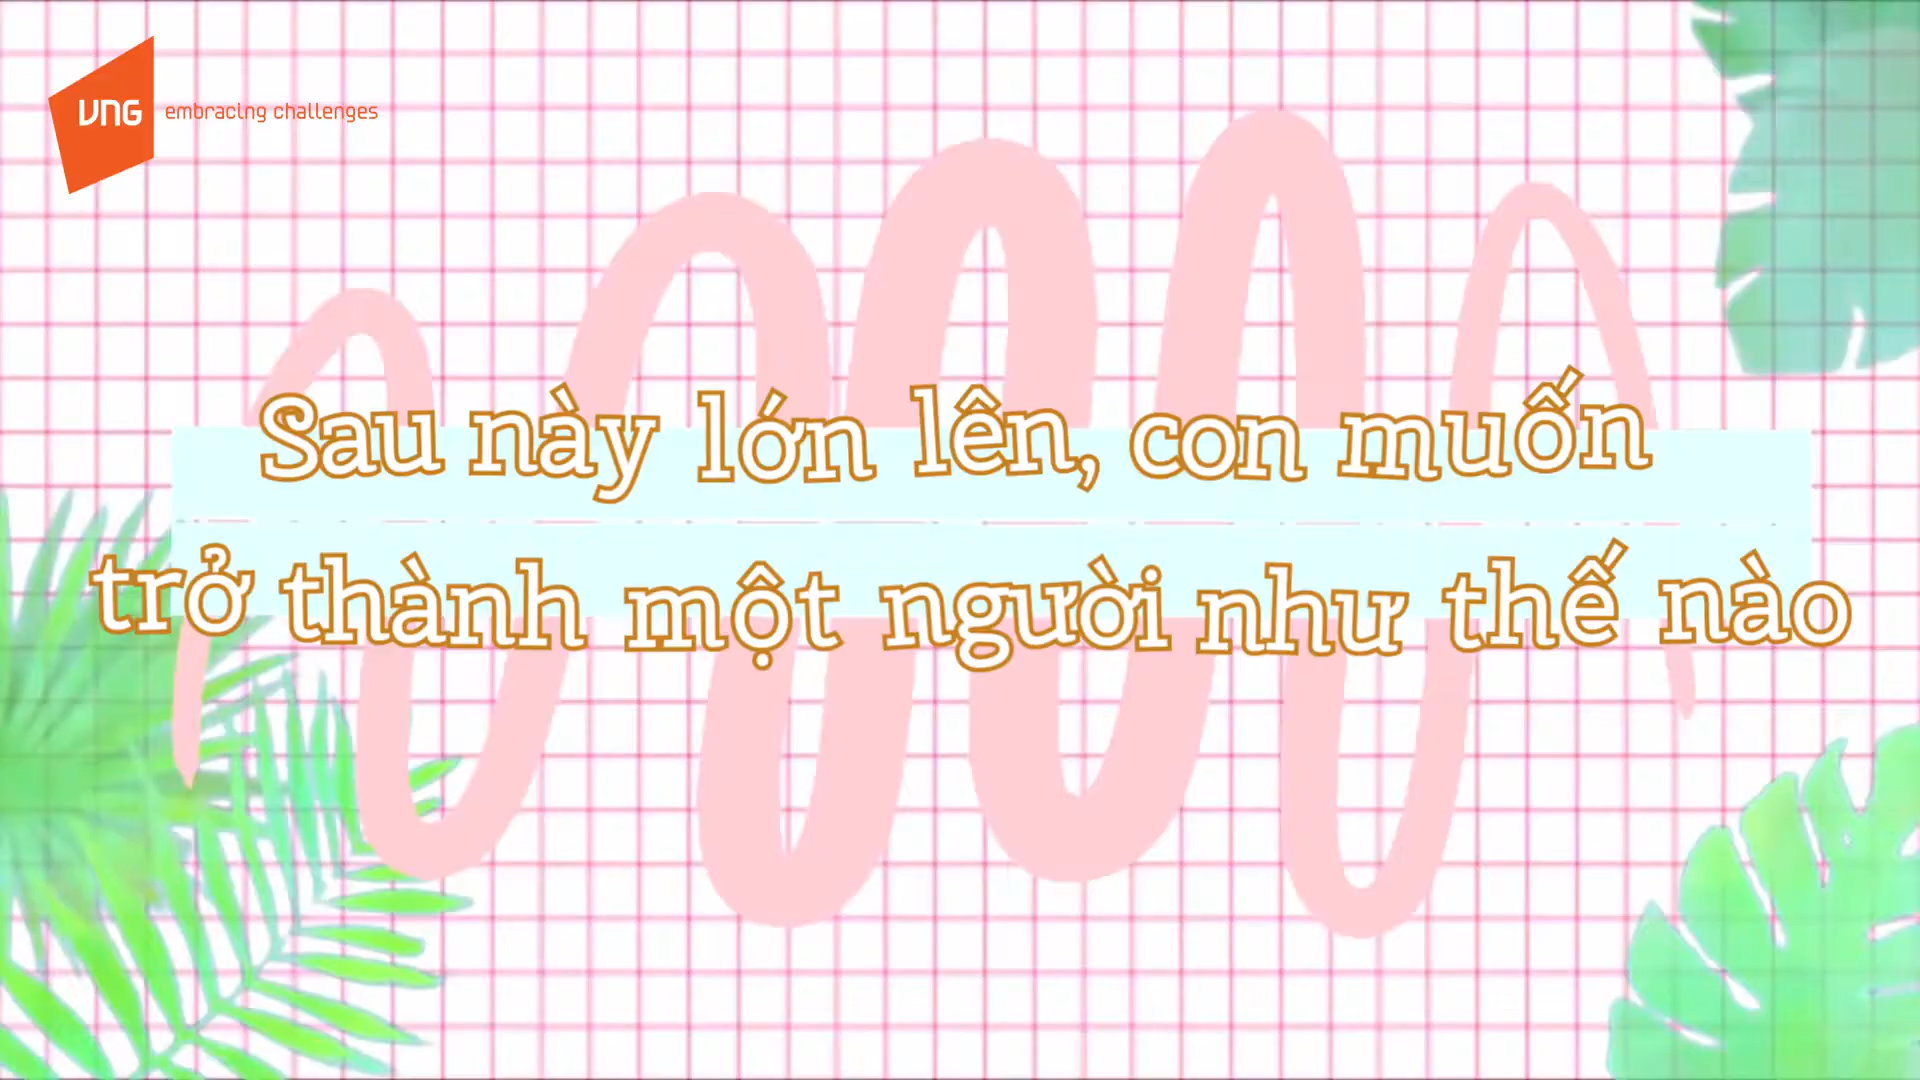 VNG embracing challenges
Sau này lớn lên, con muốn
trở thành một người như thế nào